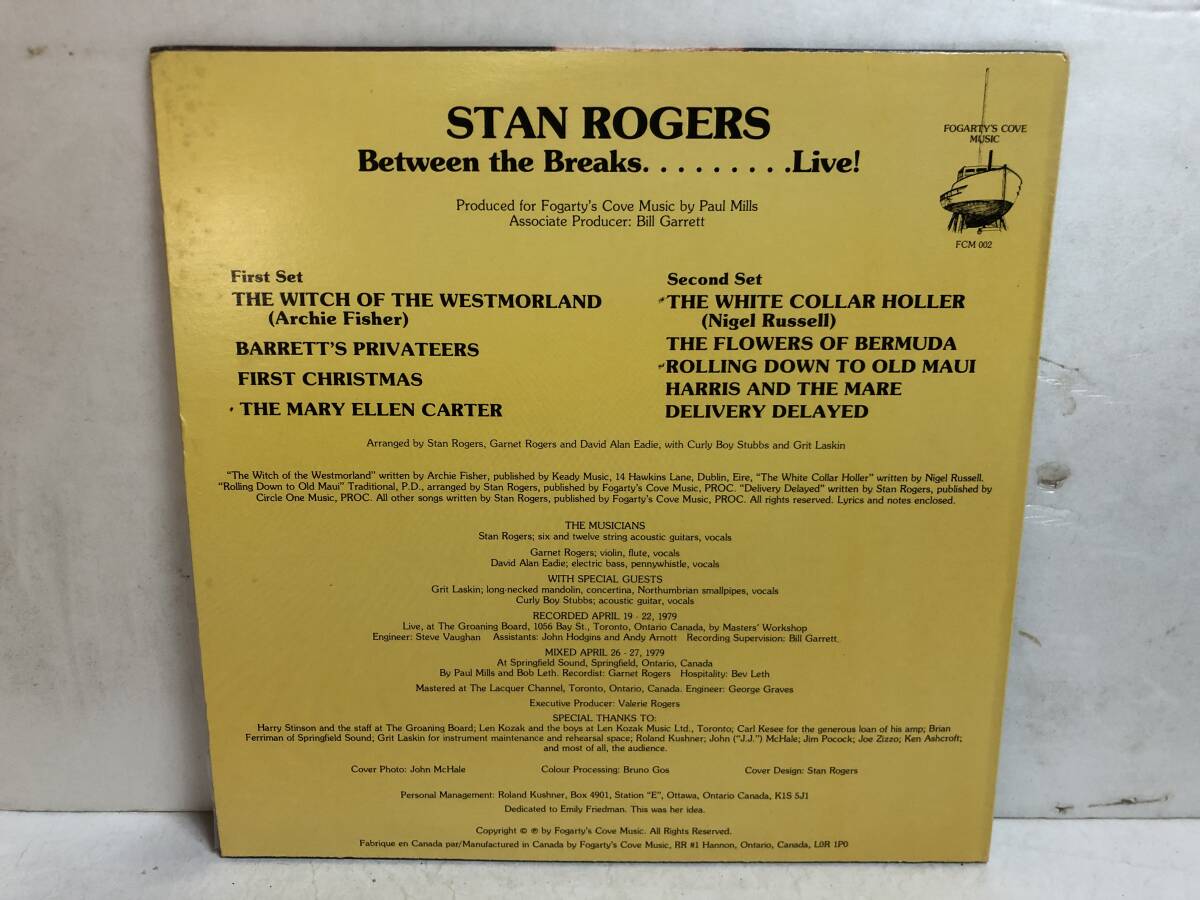 STAN ROGERS
Between the Breaks. . . . . . . . .Live!
FOGARTY'S COVE
MUSIC
FCM 002
Produced for Fogarty's Cove Music by Paul Mills
Associate Producer: Bill Garrett
First Set
THE WITCH OF THE WESTMORLAND
(Archie Fisher)
BARRETT'S PRIVATEERS
FIRST CHRISTMAS
THE MARY ELLEN CARTER
Second Set
THE WHITE COLLAR HOLLER
(Nigel Russell)
THE FLOWERS OF BERMUDA
ROLLING DOWN TO OLD MAUI
HARRIS AND THE MARE
DELIVERY DELAYED
Arranged by Stan Rogers, Garnet Rogers and David Alan Eadie, with Curly Boy Stubbs and Grit Laskin
"The Witch of the Westmorland" written by Archie Fisher, published by Keady Music, 14 Hawkins Lane, Dublin, Eire, "The White Collar Holler" written by Nigel Russell.
"Rolling Down to Old Maui" Traditional, P.D., arranged by Stan Rogers, published by Fogarty's Cove Music, PROC. "Delivery Delayed" written by Stan Rogers, published by
Circle One Music, PROC. All other songs written by Stan Rogers, published by Fogarty's Cove Music, PROC. All rights reserved. Lyrics and notes enclosed.
THE MUSICIANS
Stan Rogers; six and twelve string acoustic guitars, vocals
Garnet Rogers; violin, flute, vocals
David Alan Eadie; electric bass, pennywhistle, vocals
WITH SPECIAL GUESTS
Grit Laskin; long-necked mandolin, concertina, Northumbrian smallpipes, vocals
Curly Boy Stubbs; acoustic guitar, vocals
RECORDED APRIL 19 - 22, 1979
Live, at The Groaning Board, 1056 Bay St., Toronto, Ontario Canada, by Masters' Workshop
Engineer: Steve Vaughan Assistants: John Hodgins and Andy Arnott Recording Supervision: Bill Garrett.
MIXED APRIL 26 - 27, 1979
At Springfield Sound, Springfield, Ontario, Canada
By Paul Mills and Bob Leth. Recordist: Garnet Rogers Hospitality: Bev Leth
Mastered at The Lacquer Channel, Toronto, Ontario, Canada. Engineer: George Graves
Executive Producer: Valerie Rogers
SPECIAL THANKS TO:
Harry Stinson and the staff at The Groaning Board; Len Kozak and the boys at Len Kozak Music Ltd., Toronto; Carl Kesee for the generous loan of his amp; Brian
Ferriman of Springfield Sound; Grit Laskin for instrument maintenance and rehearsal space; Roland Kushner; John ("J.J.") McHale; Jim Pocock; Joe Zizzo; Ken Ashcroft;
and most of all, the audience.
Cover Photo: John McHale Colour Processing: Bruno Gos Cover Design: Stan Rogers
Personal Management: Roland Kushner, Box 4901, Station "E", Ottawa, Ontario Canada, K1S 5J1
Dedicated to Emily Friedman. This was her idea.
Copyright © ℗ by Fogarty's Cove Music. All Rights Reserved.
Fabrique en Canada par/Manufactured in Canada by Fogarty's Cove Music, RR #1 Hannon, Ontario, Canada, L0R 1P0